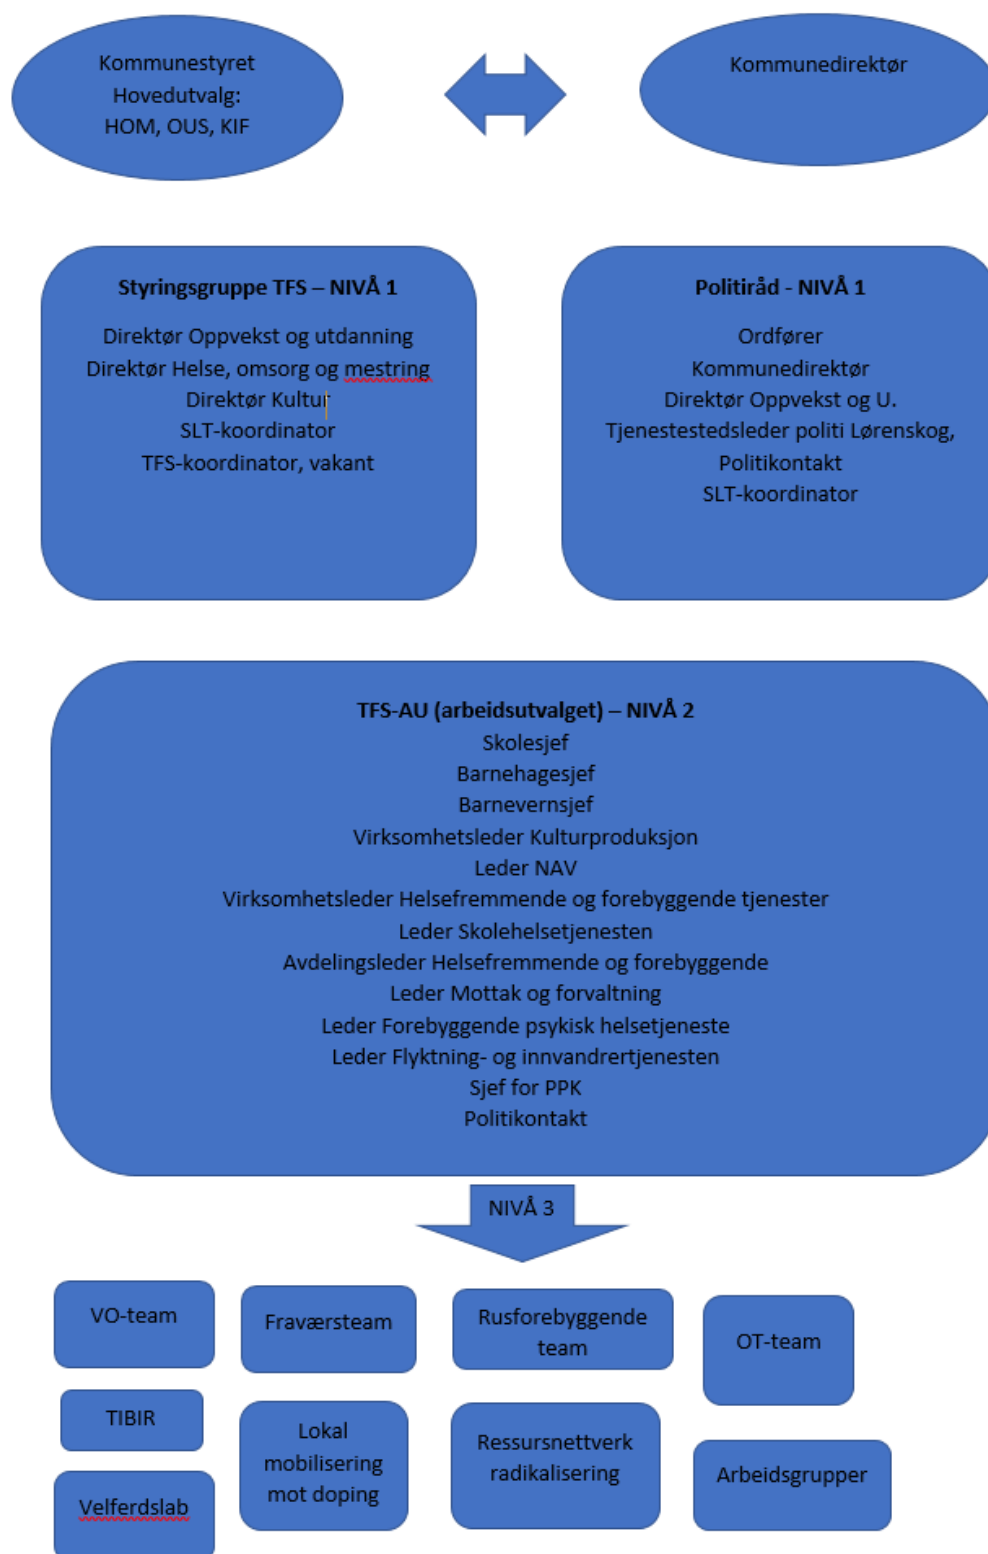 Kommunestyret
Hovedutvalg:
HOM, OUS, KIF
Kommunedirektør
Styringsgruppe TFS – NIVÅ 1
Direktør Oppvekst og utdanning
Direktør Helse, omsorg og mestring
Direktør Kultur
SLT-koordinator
TFS-koordinator, vakant
Politiråd - NIVÅ 1
Ordfører
Kommunedirektør
Direktør Oppvekst og U.
Tjenestestedsleder politi Lørenskog,
Politikontakt
SLT-koordinator
TFS-AU (arbeidsutvalget) – NIVÅ 2
Skolesjef
Barnehagesjef
Barnevernsjef
Virksomhetsleder Kulturproduksjon
Leder NAV
Virksomhetsleder Helsefremmende og forebyggende tjenester
Leder Skolehelsetjenesten
Avdelingsleder Helsefremmende og forebyggende
Leder Mottak og forvaltning
Leder Forebyggende psykisk helsetjeneste
Leder Flyktning- og innvandrertjenesten
Sjef for PPK
Politikontakt
NIVÅ 3
VO-team
Fraværsteam
Rusforebyggende
team
OT-team
TIBIR
Lokal
mobilisering
mot doping
Ressursnettverk
radikalisering
Arbeidsgrupper
Velferdslab